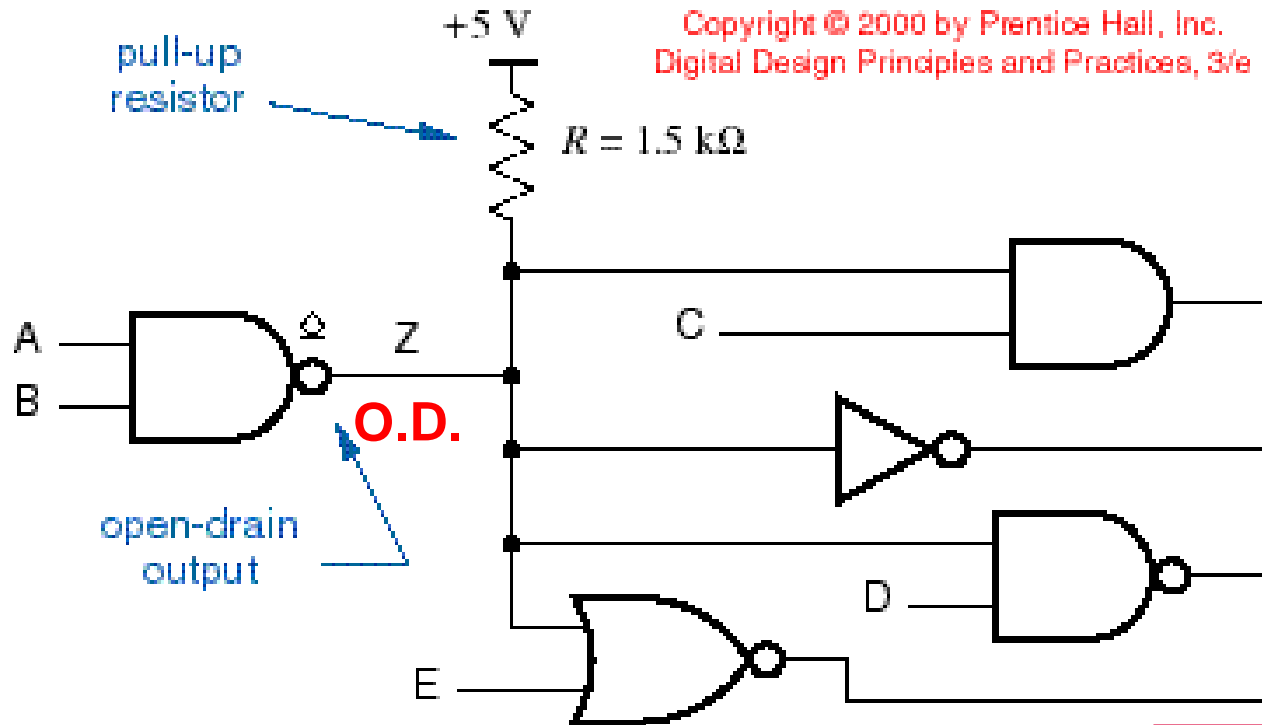 +5 V
Copyright © 2000 by Prentice Hall, Inc.
Digital Design Principles and Practices, 3/e
pull-up
resistor
R = 1.5 kΩ
A
B
Z
C
O.D.
open-drain
output
D
E